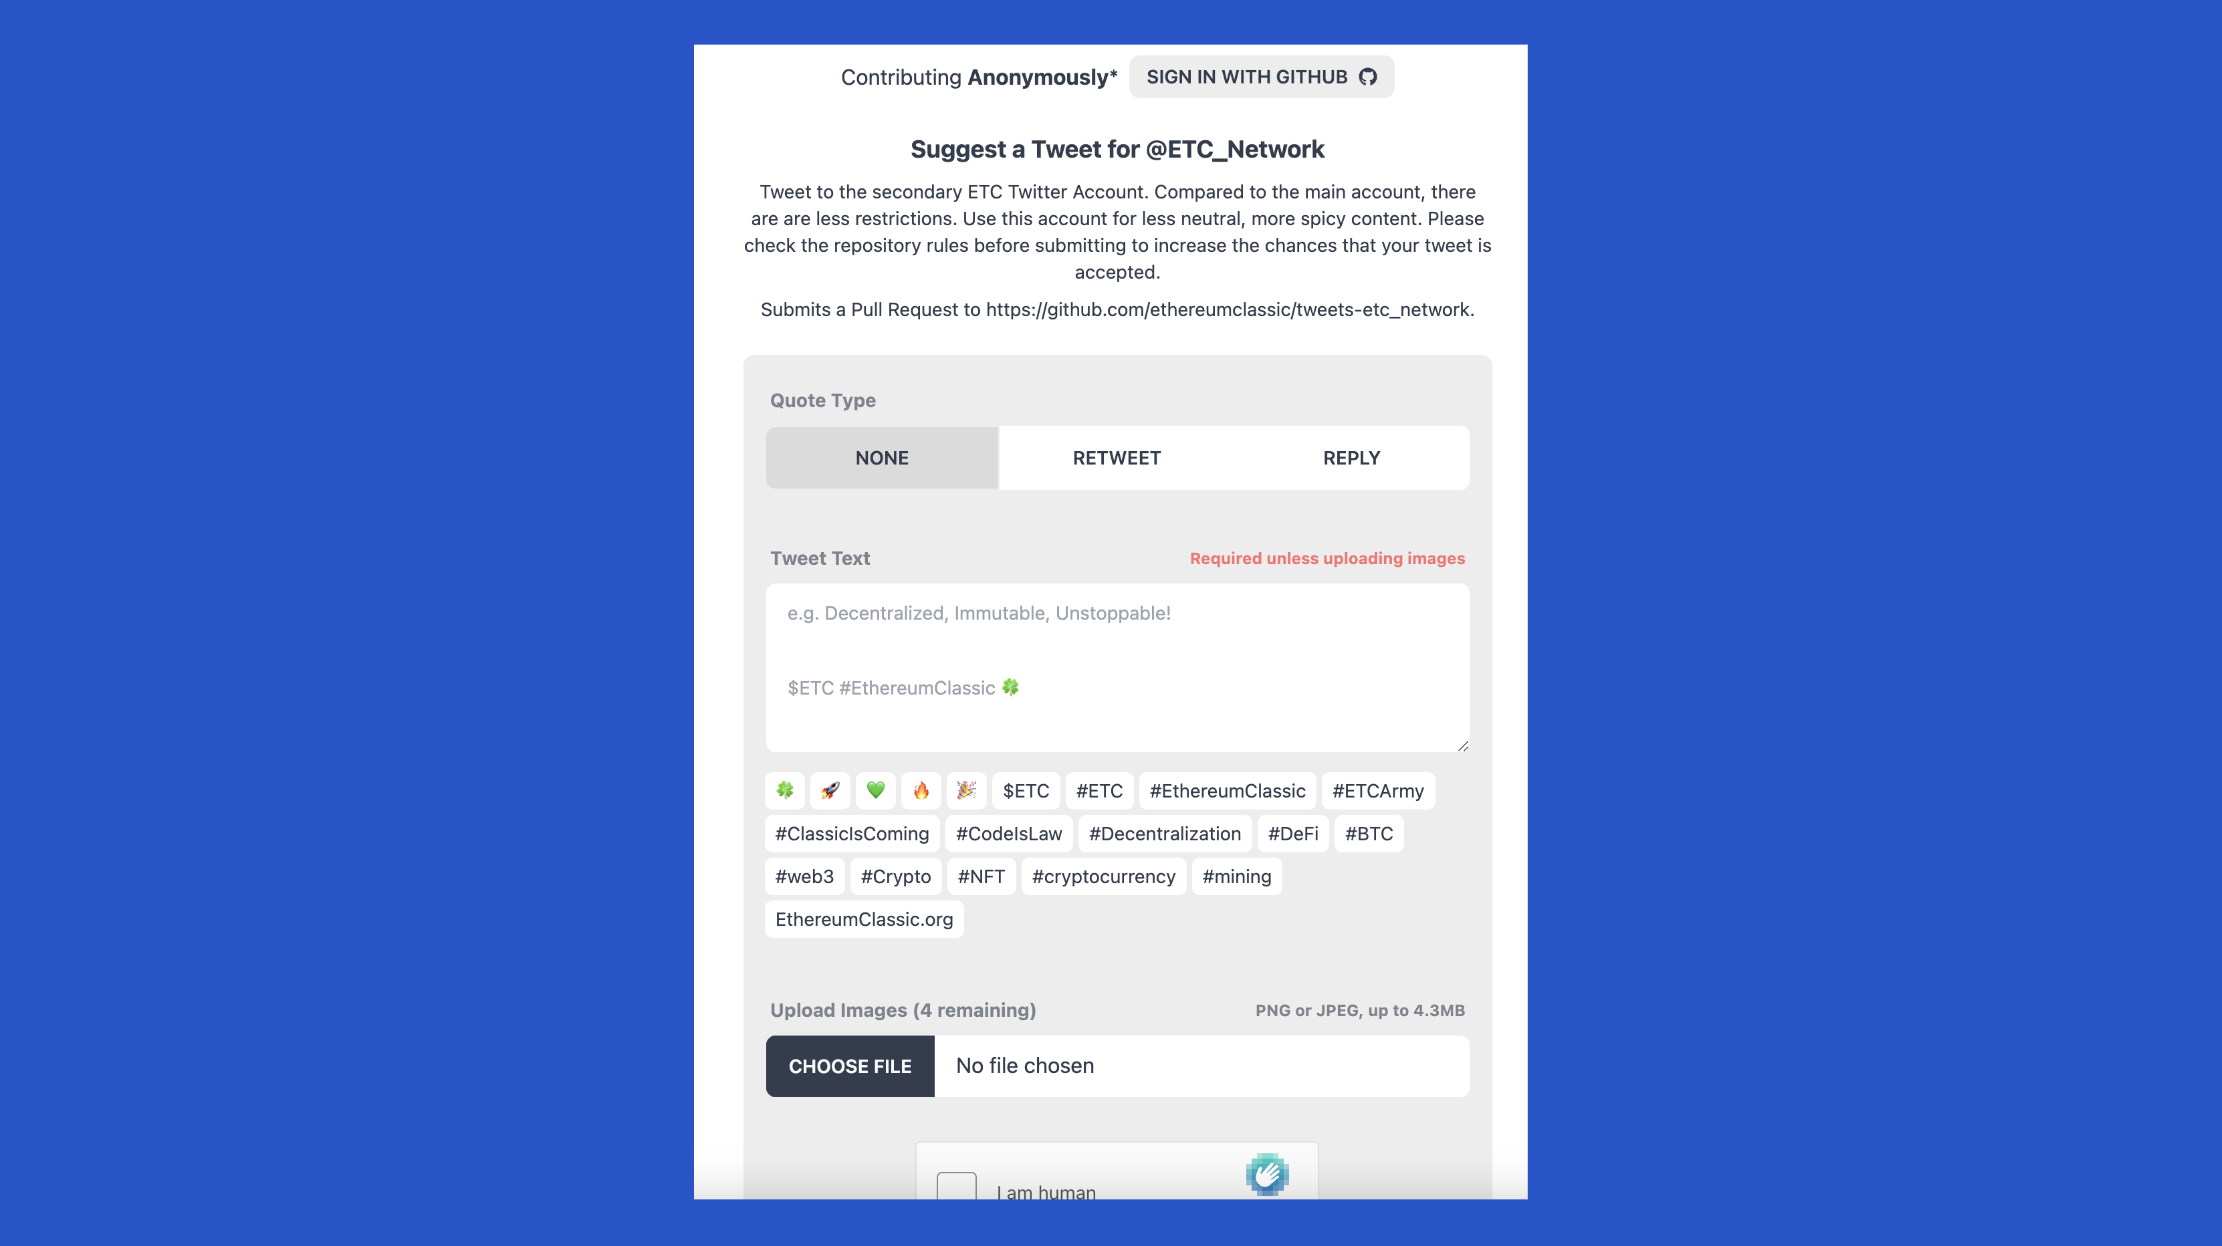 Contributing Anonymously* SIGN IN WITH GITHUB
Suggest a Tweet for @ETC_Network
Tweet to the secondary ETC Twitter Account. Compared to the main account, there
are are less restrictions. Use this account for less neutral, more spicy content. Please
check the repository rules before submitting to increase the chances that your tweet is
accepted.
Submits a Pull Request to https://github.com/ethereumclassic/tweets-etc_network.
Quote Type
NONE RETWEET REPLY
Tweet Text Required unless uploading images
e.g. Decentralized, Immutable, Unstoppable!
$ETC #EthereumClassic 🍀
🍀 🚀 💚 🔥 🎉 $ETC #ETC #EthereumClassic #ETCArmy
#ClassicIsComing #CodeIsLaw #Decentralization #DeFi #BTC
#web3 #Crypto #NFT #cryptocurrency #mining
EthereumClassic.org
Upload Images (4 remaining) PNG or JPEG, up to 4.3MB
CHOOSE FILE No file chosen
I am human